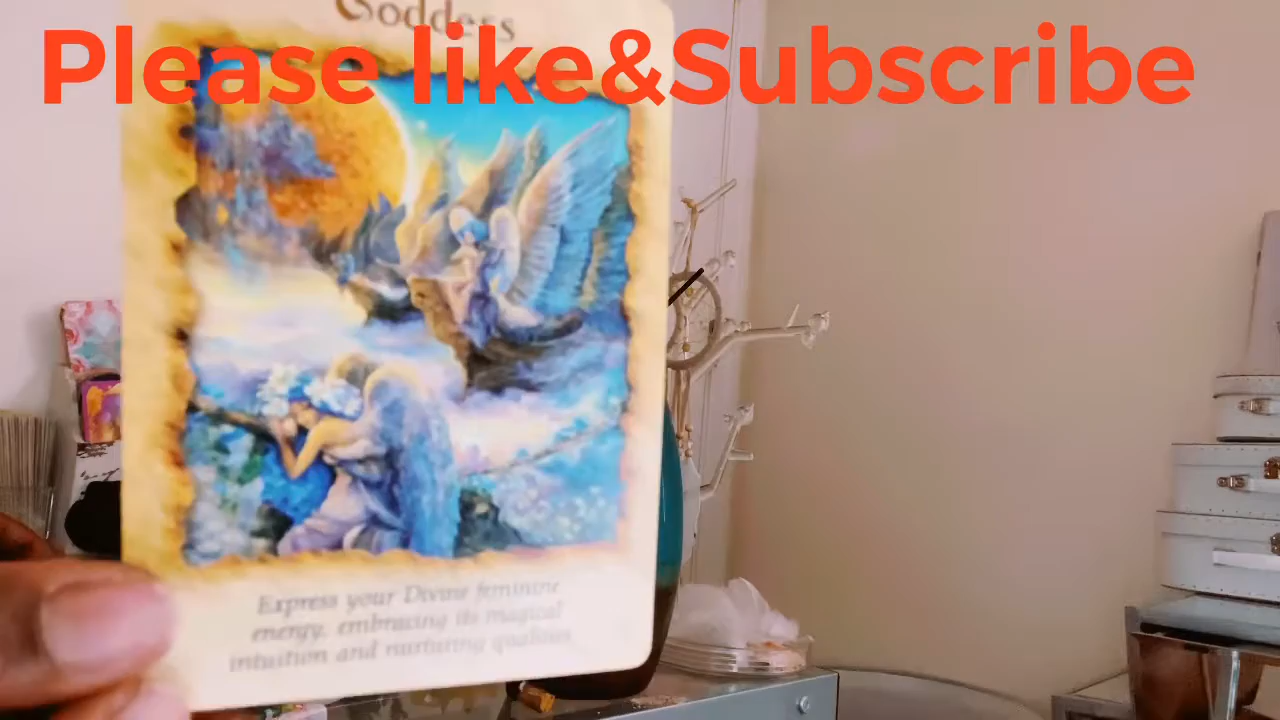 Goddess
Please like&Subscribe
Express your Divine feminine
energy, embracing its magical
intuition and nurturing qualities